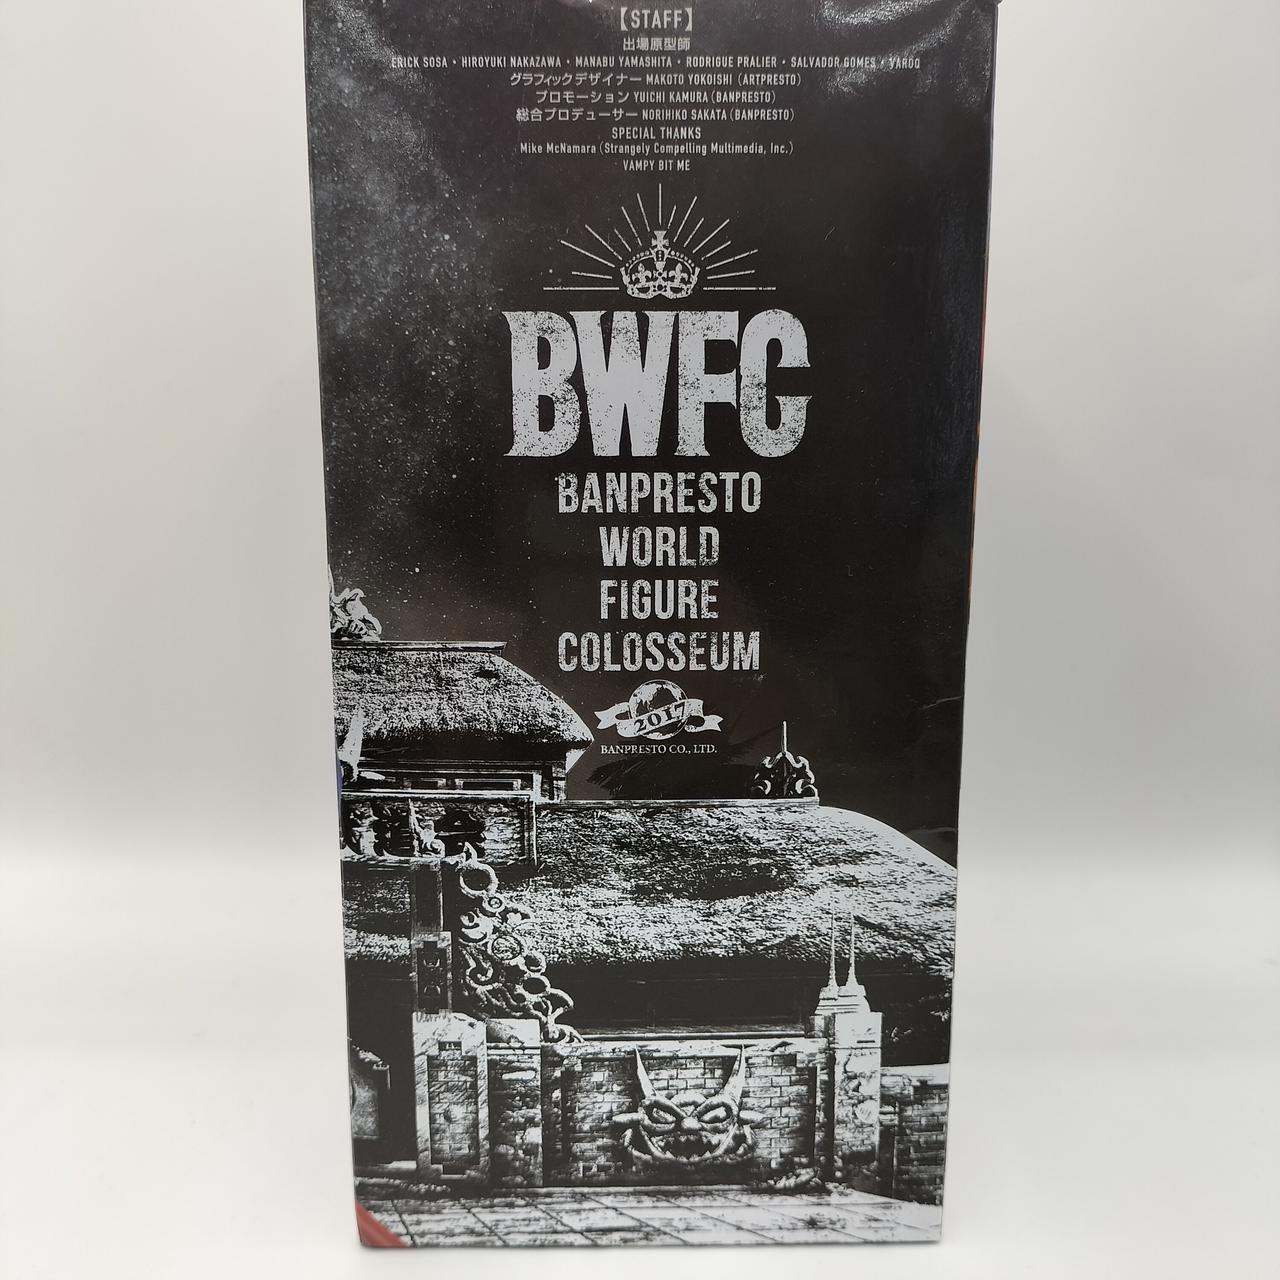 【STAFF】
出場原型師
ERICK SOSA・HIROYUKI NAKAZAWA・MANABU YAMASHITA・RODRIGUE PRALIER・SALVADOR GOMES・VAROQ
グラフィックデザイナー MAKOTO YOKOISHI (ARTPRESTO)
プロモーション YUICHI KAMURA (BANPRESTO)
総合プロデューサー NORIHIKO SAKATA (BANPRESTO)
SPECIAL THANKS
Mike McNamara (Strangely Compelling Multimedia, Inc.)
VAMPY BIT ME
BWFC
BANPRESTO
WORLD
FIGURE
COLOSSEUM
2017
BANPRESTO CO., LTD.